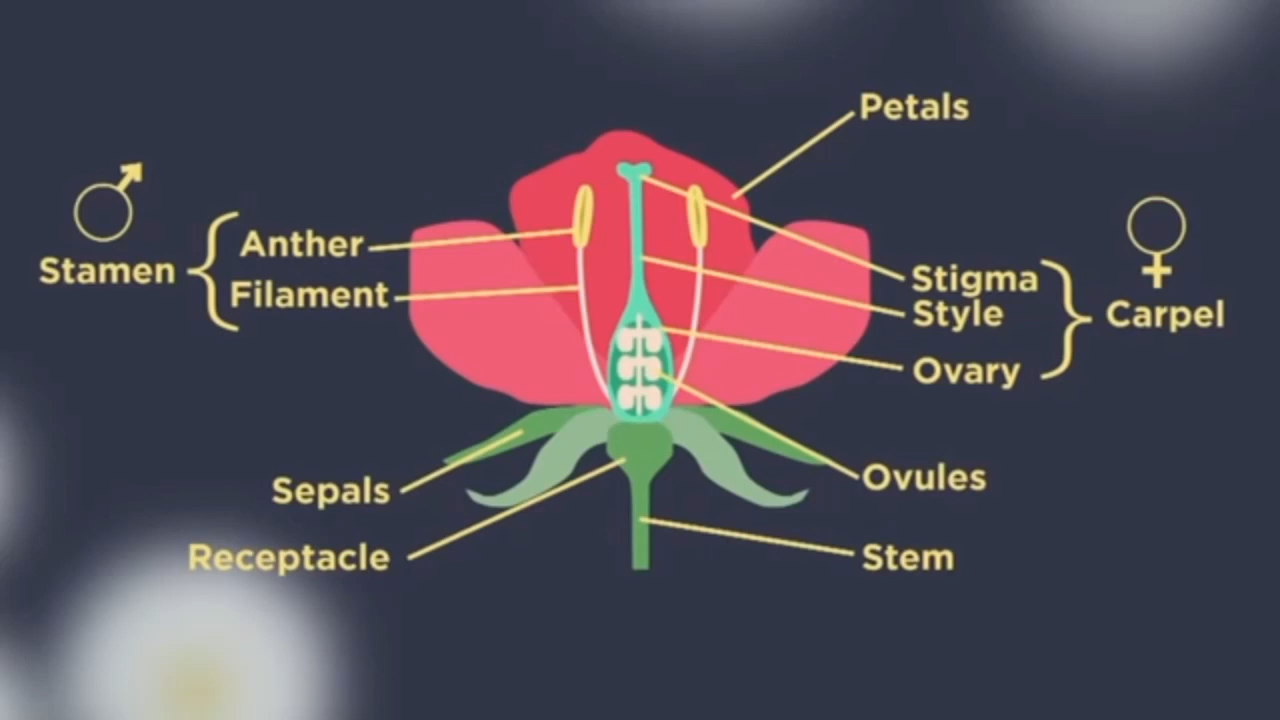 Petals
Anther
Stamen
Filament
Stigma
Style
Carpel
Ovary
Sepals
Ovules
Receptacle
Stem